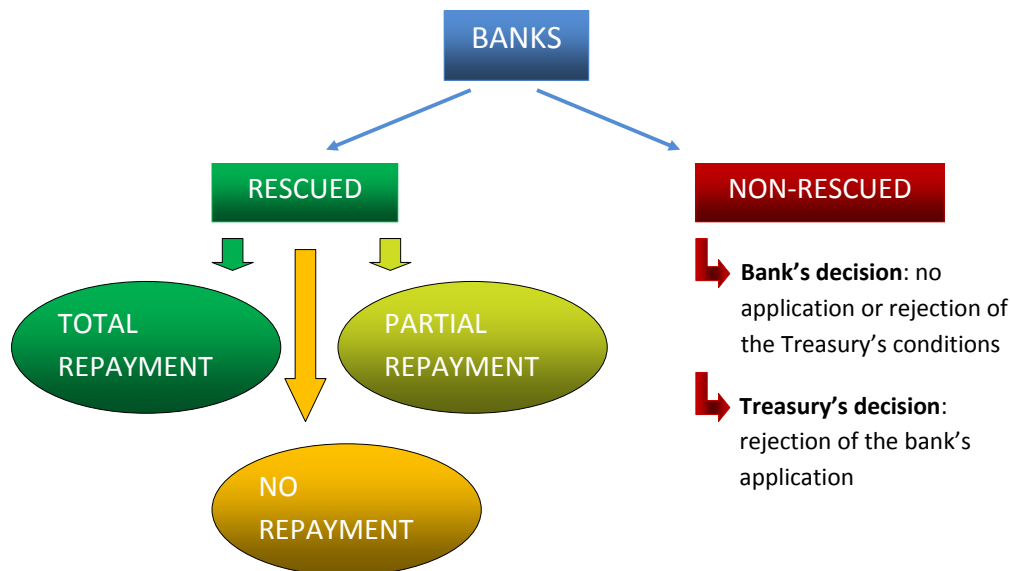 BANKS
RESCUED
NON-RESCUED
TOTAL
REPAYMENT
PARTIAL
REPAYMENT
NO
REPAYMENT
Bank’s decision: no
application or rejection of
the Treasury’s conditions
Treasury’s decision:
rejection of the bank’s
application